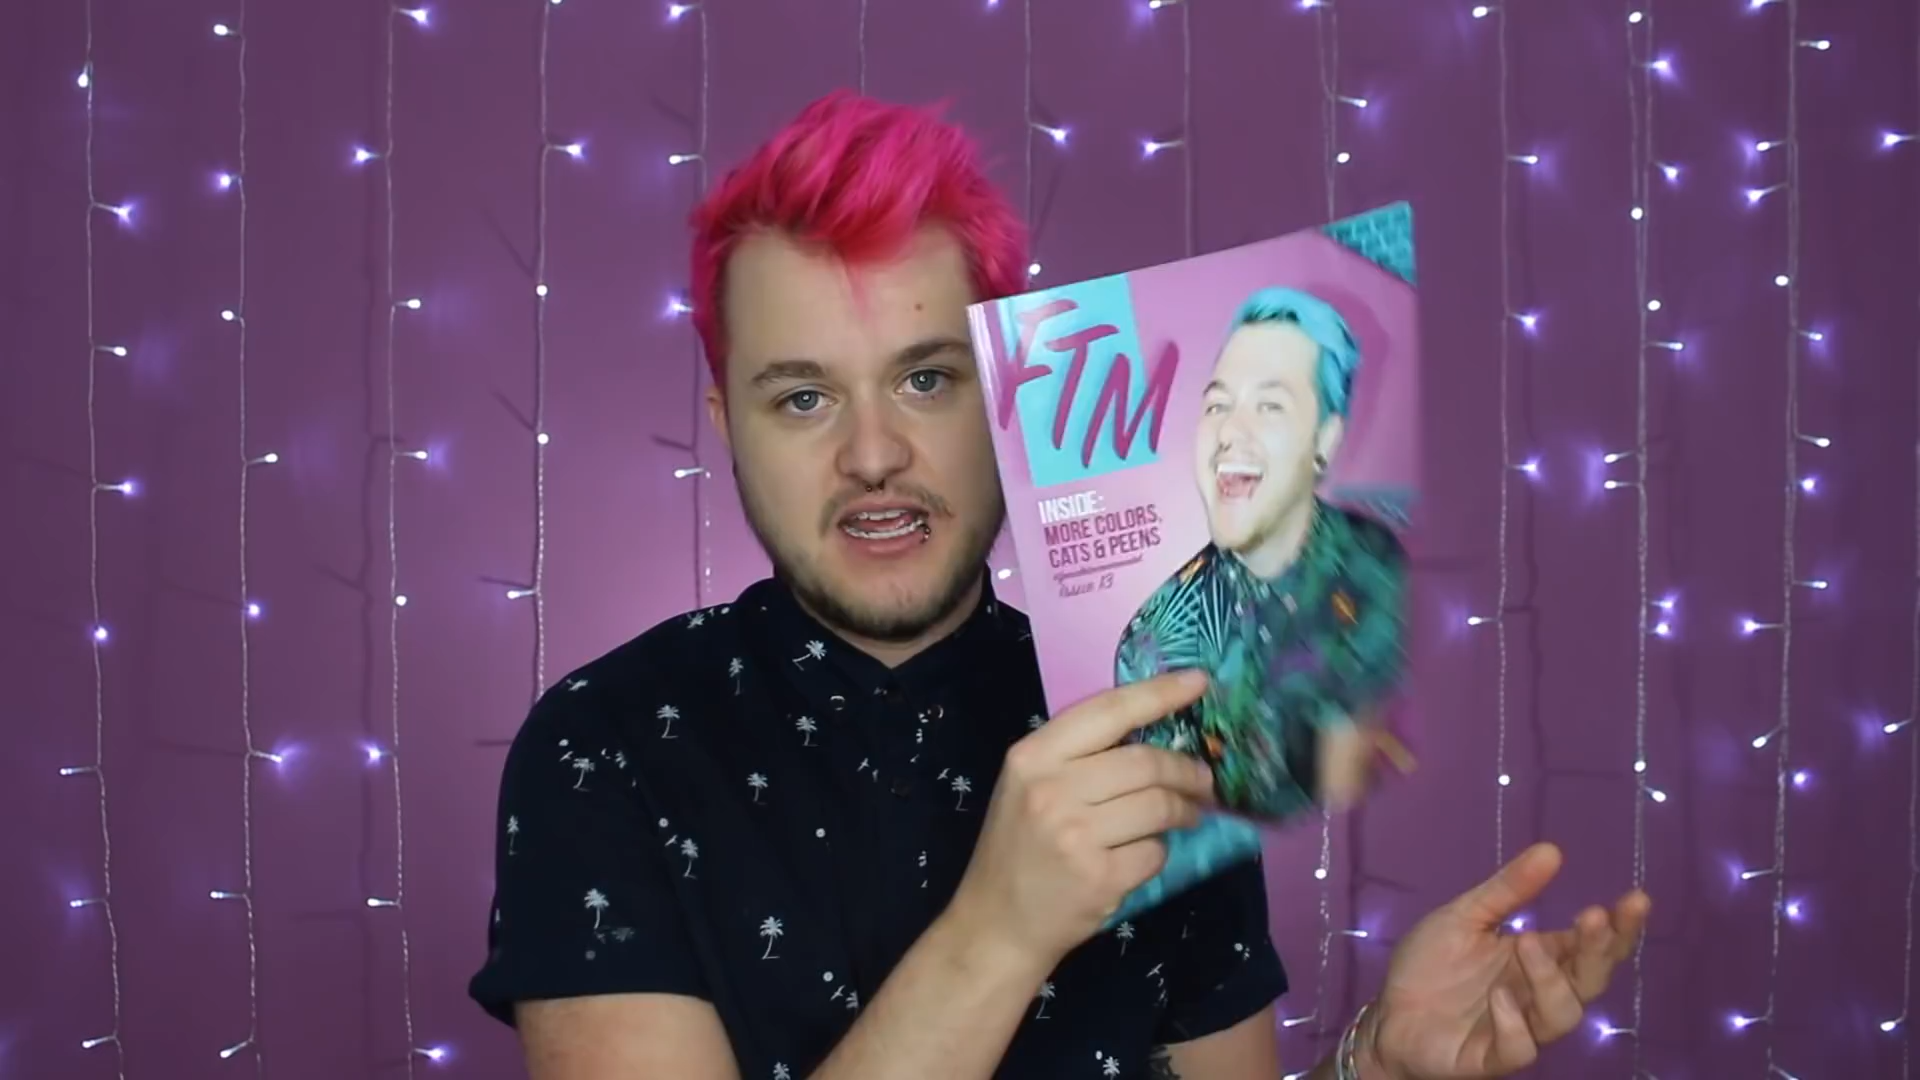 FTM
INSIDE:
MORE COLORS,
CATS & PEENS
Issue 13